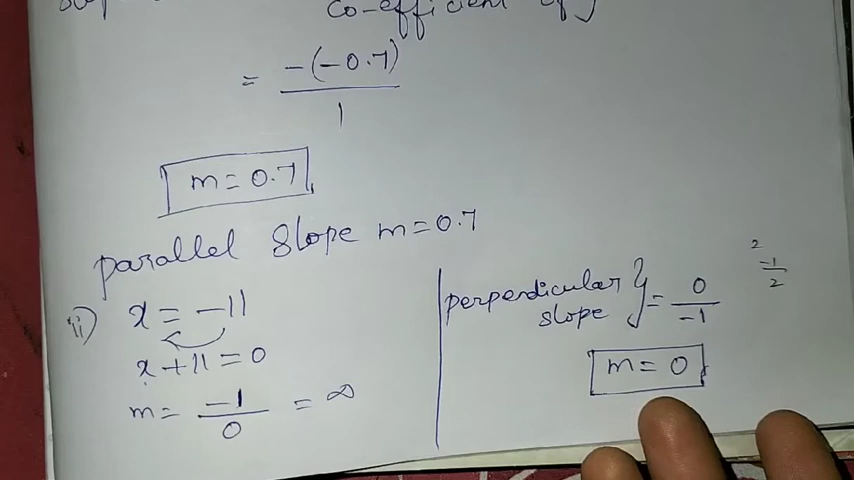 Co-efficient of y
= -(-0.7) / 1
m = 0.7
parallel slope m = 0.7
ii) x = -11
x + 11 = 0
m = -1 / 0 = ∞
perpendicular slope } = 0 / -1
m = 0
2
-1 / 2